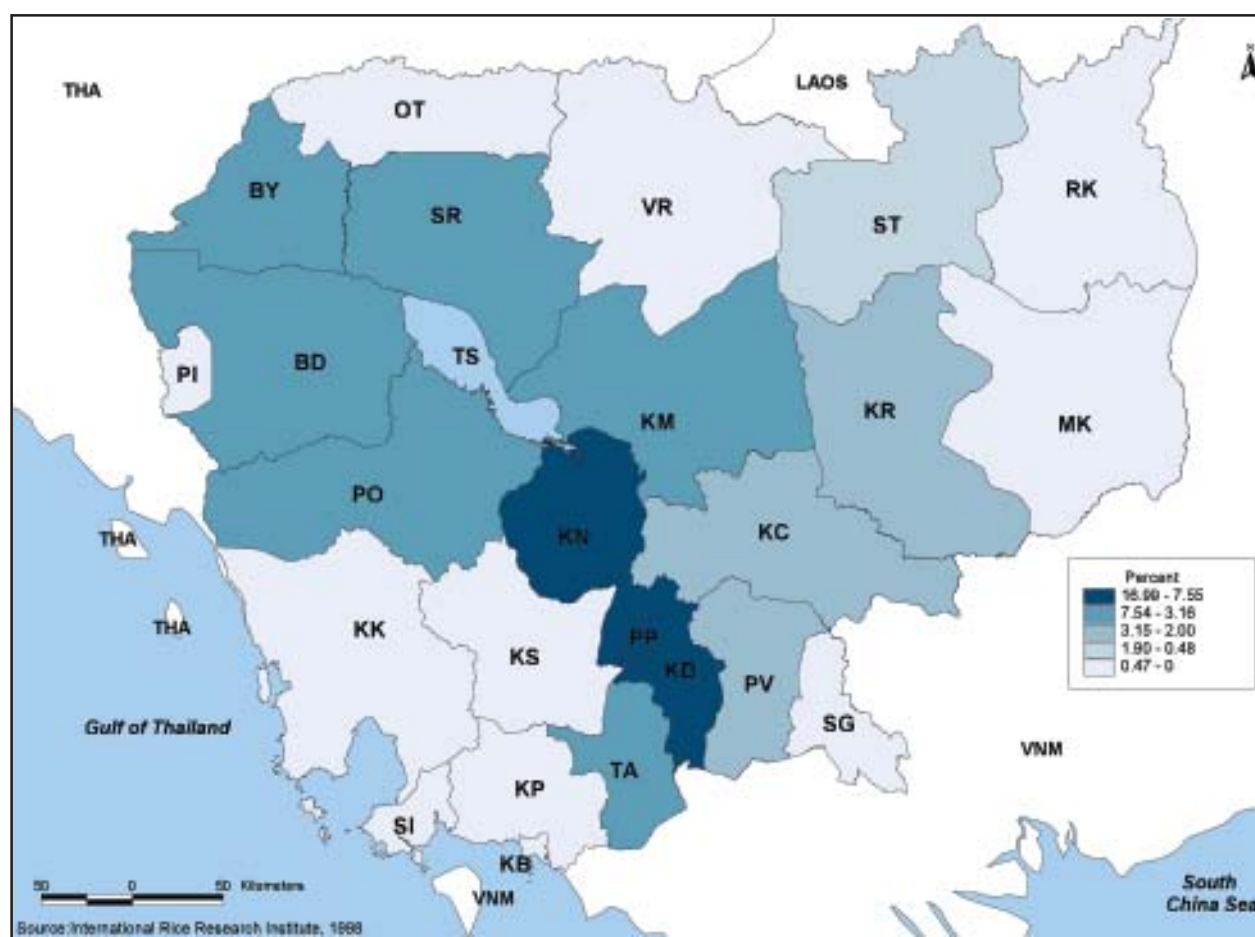 THA
LAOS
OT
BY
SR
VR
ST
RK
PI
BD
TS
KM
KR
MK
PO
KN
KC
THA
THA
KK
KS
PP
KD
PV
SG
Percent
16.99 - 7.55
7.54 - 3.16
3.15 - 2.00
1.90 - 0.48
0.47 - 0
Gulf of Thailand
VNM
TA
KP
SI
KB
VNM
50 0 50 Kilometers
South
China Sea
Source:International Rice Research Institute, 1998